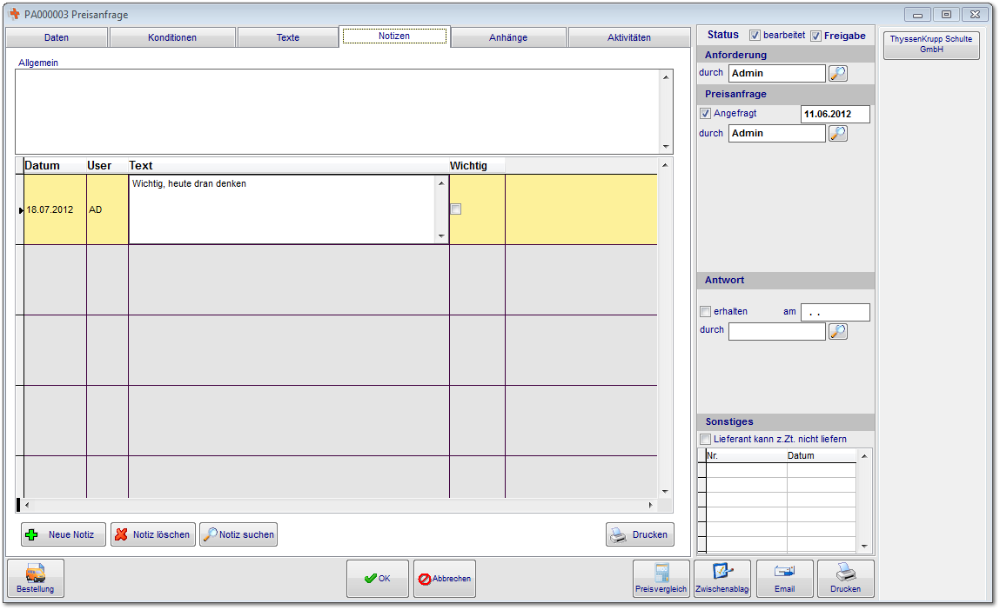 PA000003 Preisanfrage
Daten
Konditionen
Texte
Notizen
Anhänge
Aktivitäten
Allgemein
Datum User Text Wichtig
18.07.2012 AD Wichtig, heute dran denken
Neue Notiz
Notiz löschen
Notiz suchen
Drucken
Status bearbeitet Freigabe
Anforderung
durch Admin
Preisanfrage
Angefragt 11.06.2012
durch Admin
Antwort
erhalten am . .
durch
Sonstiges
Lieferant kann z.Zt. nicht liefern
Nr. Datum
ThyssenKrupp Schulte
GmbH
Bestellung
OK
Abbrechen
Preisvergleich
Zwischenablag
Email
Drucken